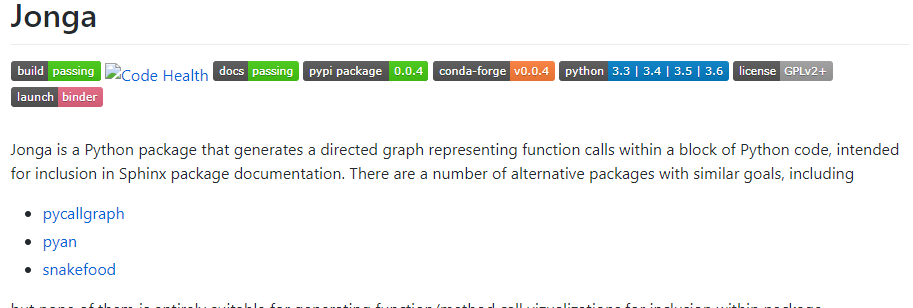 Jonga
build passing Code Health docs passing pypi package 0.0.4 conda-forge v0.0.4 python 3.3 | 3.4 | 3.5 | 3.6 license GPLv2+
launch binder
Jonga is a Python package that generates a directed graph representing function calls within a block of Python code, intended
for inclusion in Sphinx package documentation. There are a number of alternative packages with similar goals, including
pycallgraph
pyan
snakefood
but none of them is entirely suitable for generating function/method call vizualizations for inclusion within package